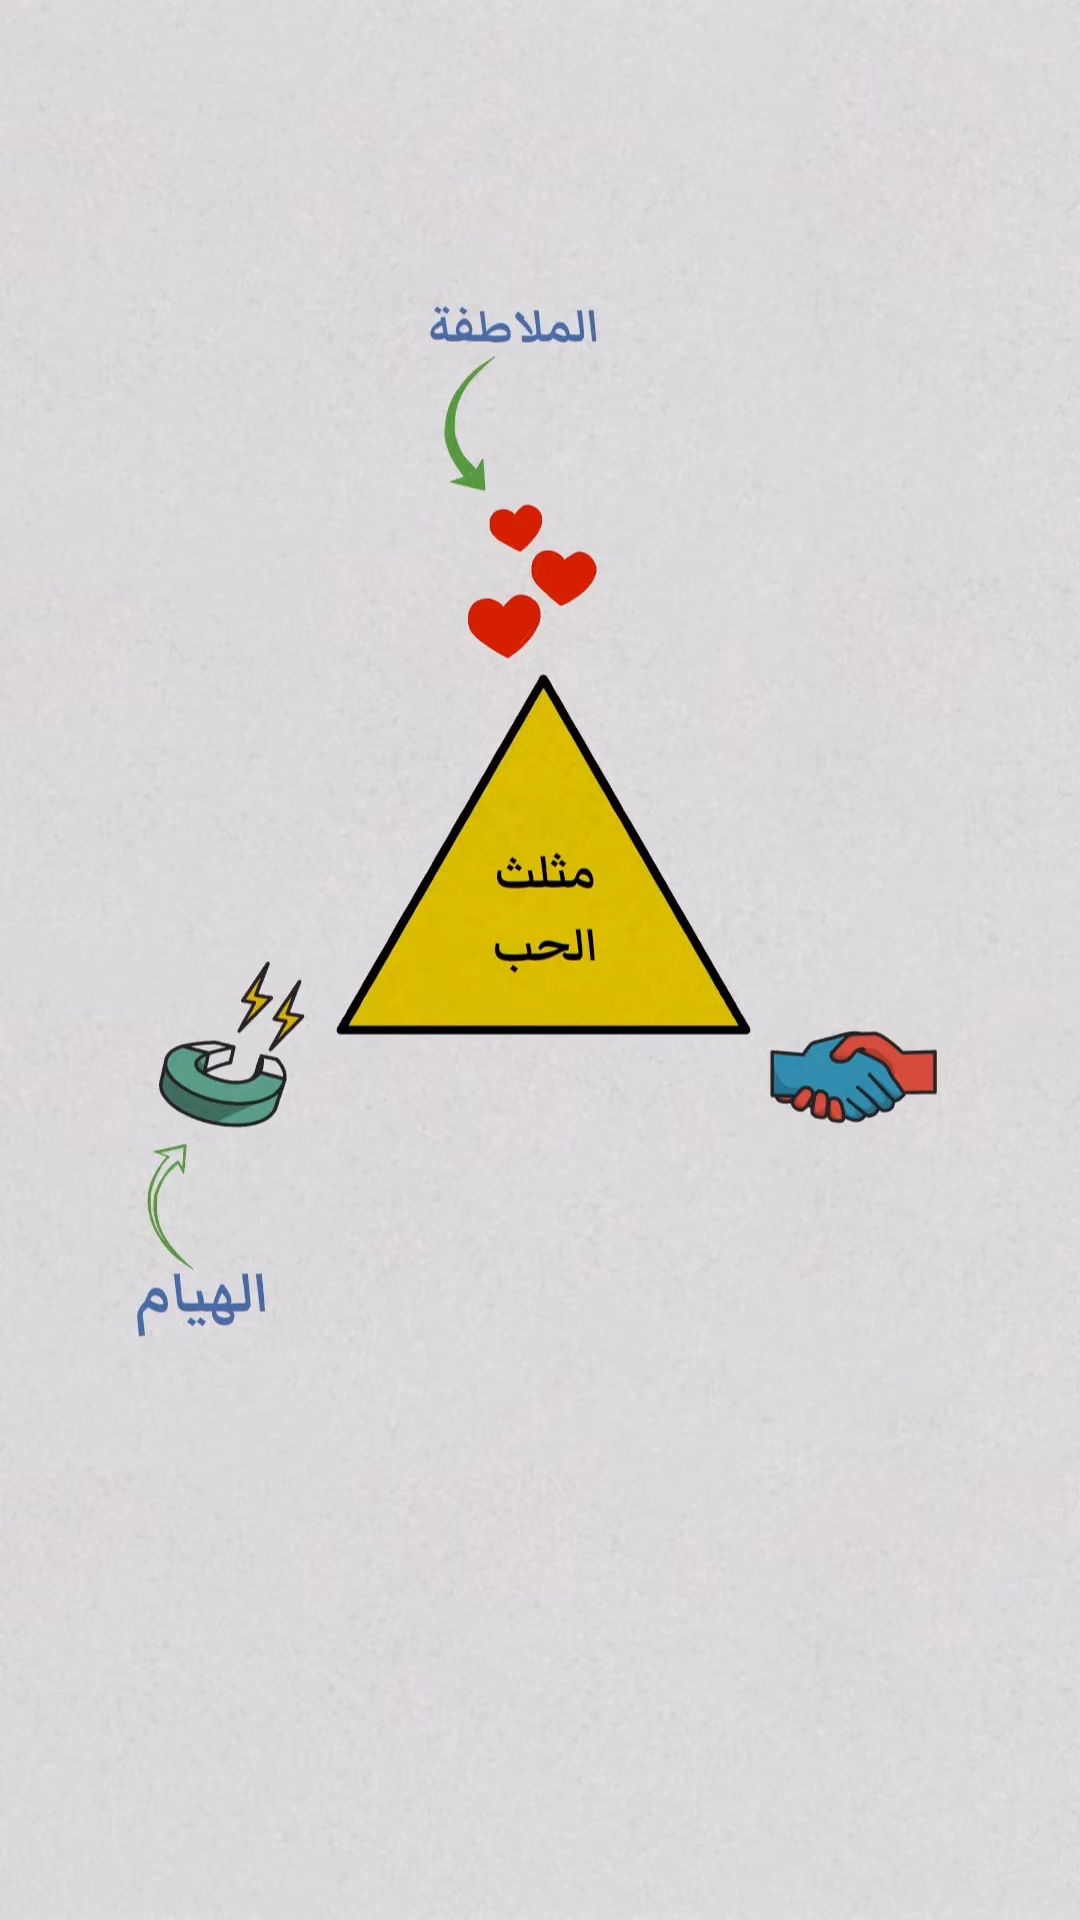 الملاطفة
مثلث
الحب
الهيام